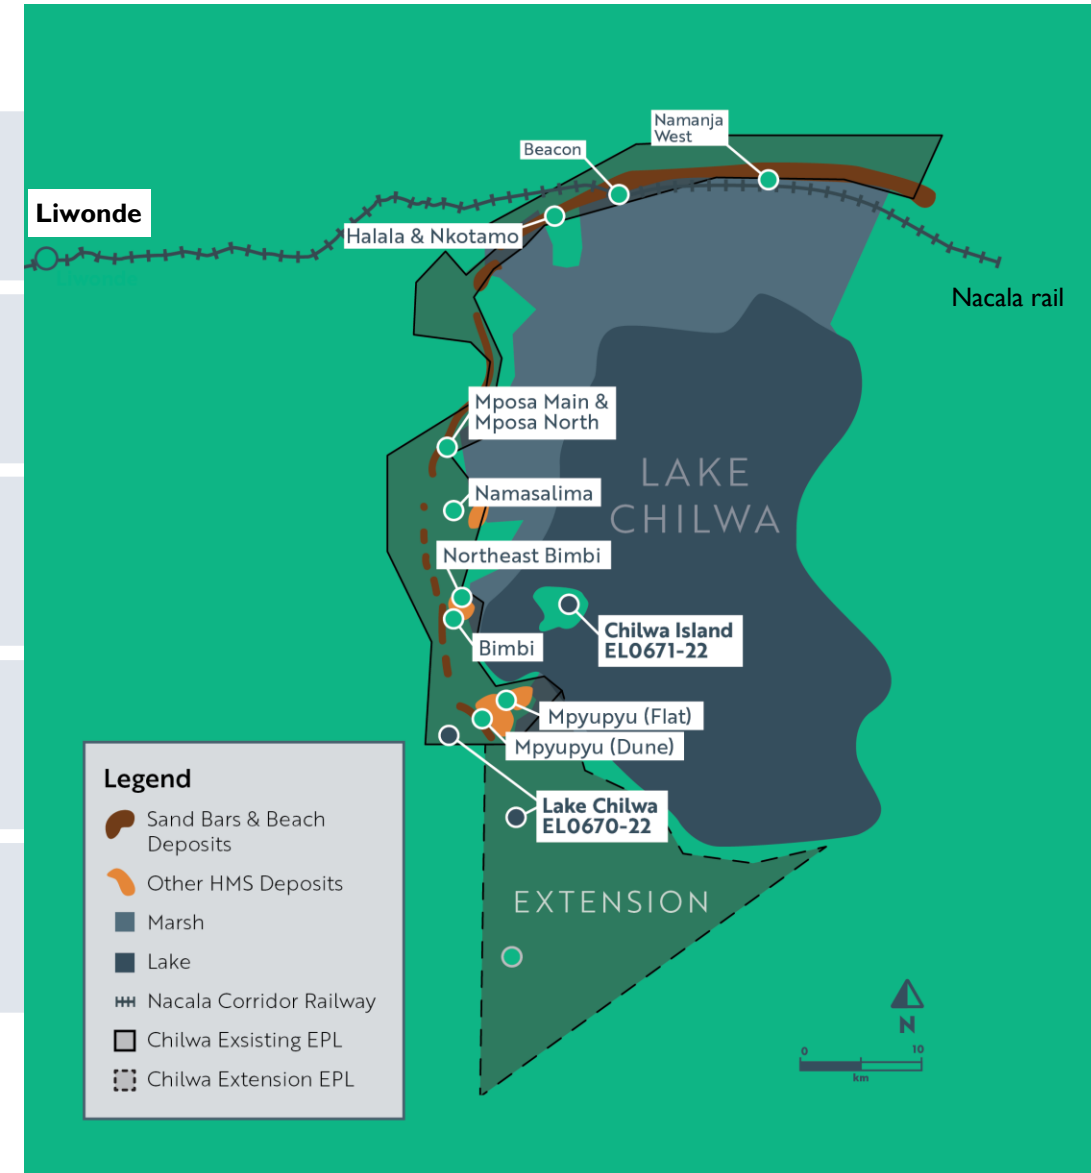 Namanja
West
Beacon
Liwonde
Halala & Nkotamo
Liwonde
Nacala rail
Mposa Main &
Mposa North
LAKE
CHILWA
Namasalima
Northeast Bimbi
Chilwa Island
EL0671-22
Bimbi
Mpyupyu (Flat)
Mpyupyu (Dune)
Lake Chilwa
EL0670-22
EXTENSION
Legend
Sand Bars & Beach
Deposits
Other HMS Deposits
Marsh
Lake
Nacala Corridor Railway
Chilwa Exsisting EPL
Chilwa Extension EPL
N
0 10
km